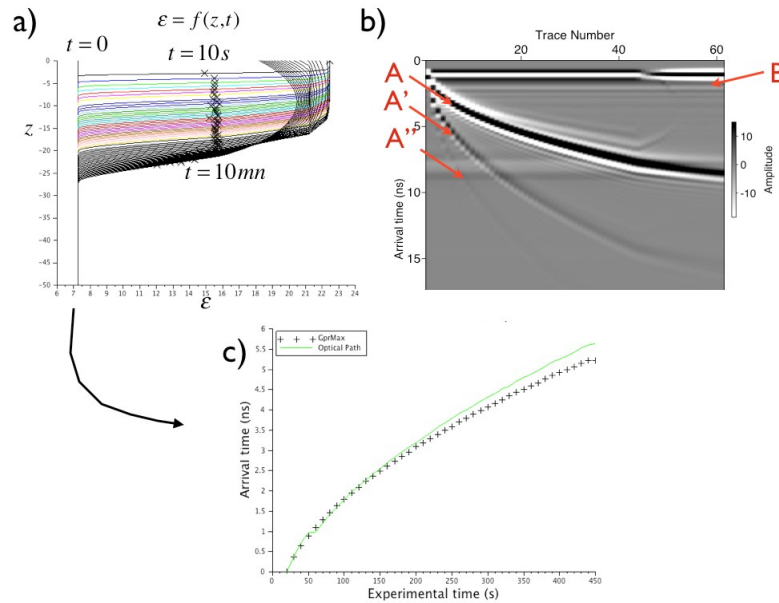 a)
ε = f(z,t)
t = 0
t = 10s
z
t = 10mn
0
−5
−10
−15
−20
−25
−30
−35
−40
−45
−50
6 7 8 9 10 11 12 13 14 15 16 17 18 19 20 21 22 23 24
ε
b)
Trace Number
20 40 60
0
5
10
15
Arrival time (ns)
A
A'
A''
B
10
0
-10
Amplitude
c)
GprMax
Optical Path
6
5.5
5
4.5
4
3.5
3
2.5
2
1.5
1
0.5
0
Arrival time (ns)
0 50 100 150 200 250 300 350 400 450
Experimental time (s)